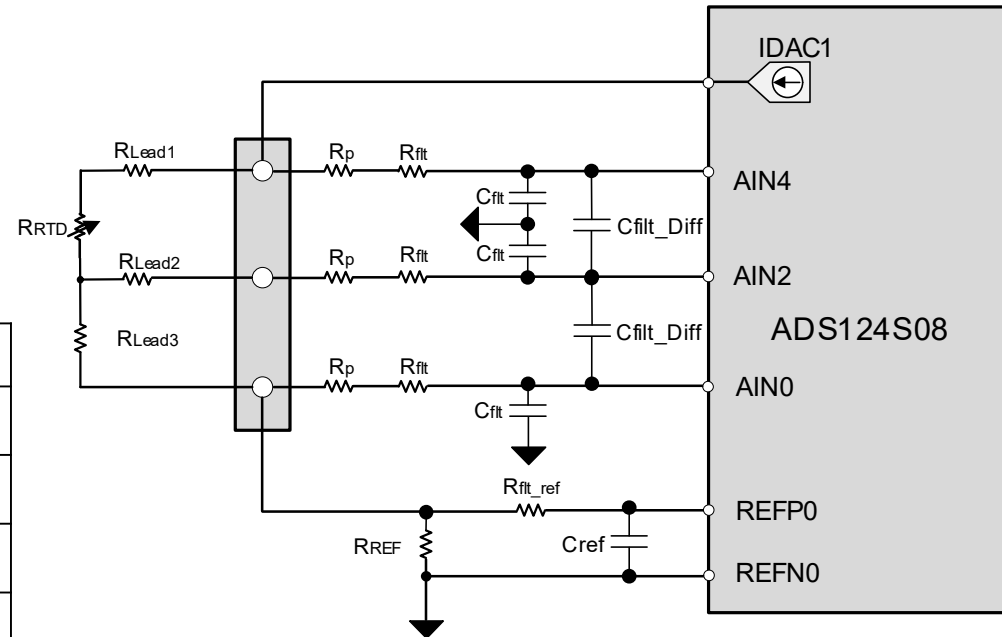 IDAC1
RLead1
Rp
Rflt
AIN4
Cflt
Cfilt_Diff
RRTD
RLead2
Rp
Rflt
Cflt
AIN2
RLead3
Cfilt_Diff
ADS124S08
Rp
Rflt
AIN0
Cflt
Rflt_ref
REFP0
RREF
Cref
REFN0